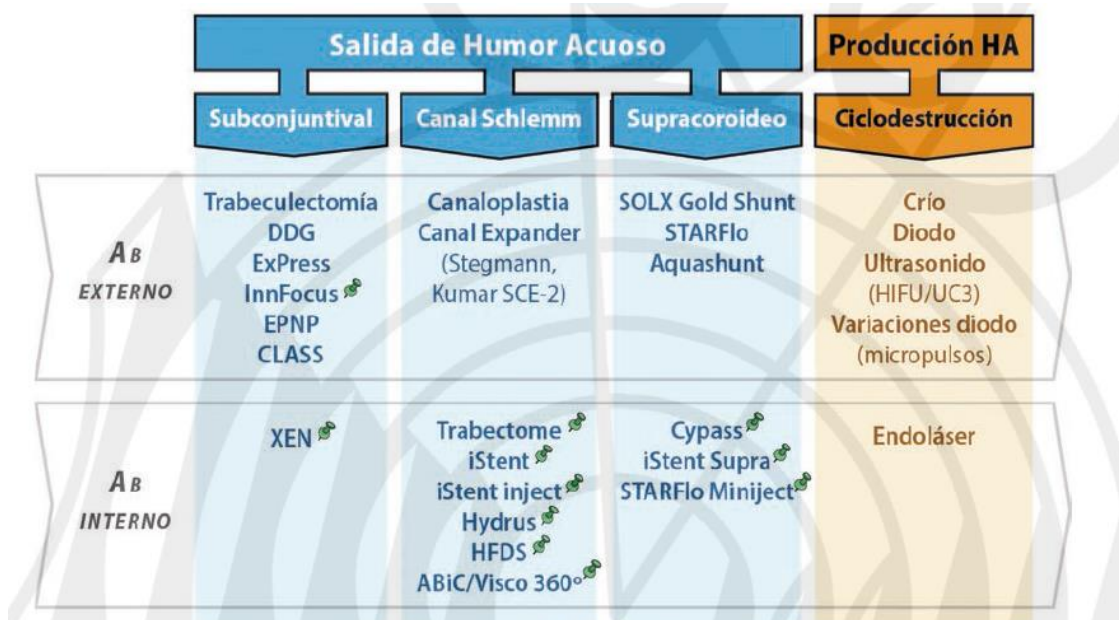 Salida de Humor Acuoso
Producción HA
Subconjuntival
Canal Schlemm
Supracoroideo
Ciclodestrucción
AB
EXTERNO
Trabeculectomía
DDG
ExPress
InnFocus
EPNP
CLASS
Canaloplastia
Canal Expander
(Stegmann,
Kumar SCE-2)
SOLX Gold Shunt
STARFlo
Aquashunt
Crío
Diodo
Ultrasonido
(HIFU/UC3)
Variaciones diodo
(micropulsos)
AB
INTERNO
XEN
Trabectome
iStent
iStent inject
Hydrus
HFDS
ABiC/Visco 360º
Cypass
iStent Supra
STARFlo Miniject
Endoláser